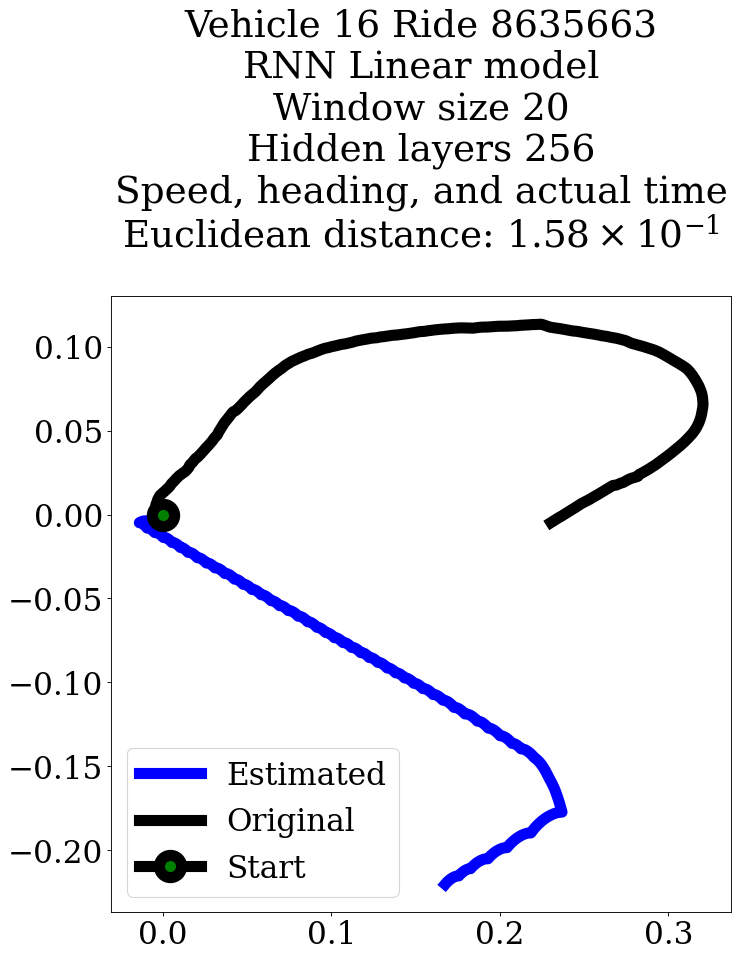 Vehicle 16 Ride 8635663
RNN Linear model
Window size 20
Hidden layers 256
Speed, heading, and actual time
Euclidean distance: 1.58 × 10⁻¹
0.10
0.05
0.00
−0.05
−0.10
−0.15
−0.20
Estimated
Original
Start
0.0 0.1 0.2 0.3